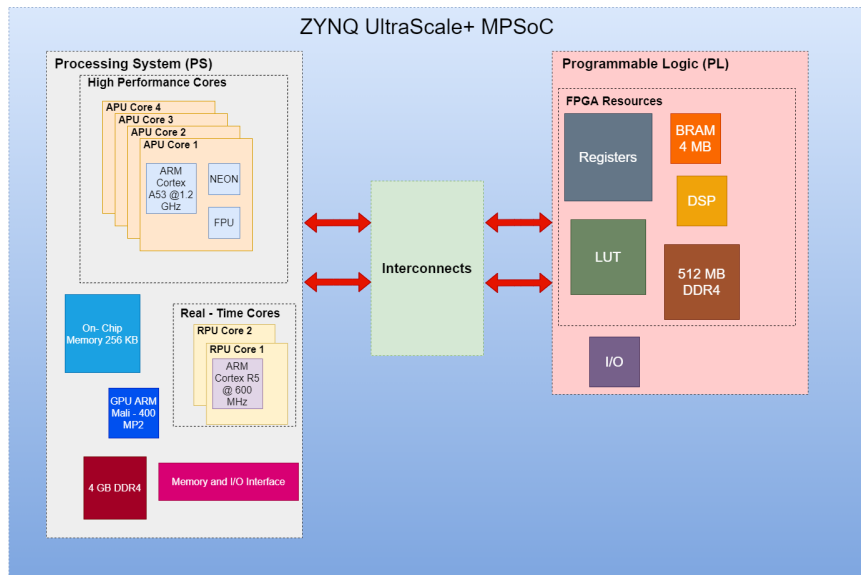 ZYNQ UltraScale+ MPSoC
Processing System (PS)
High Performance Cores
APU Core 4
APU Core 3
APU Core 2
APU Core 1
ARM
Cortex
A53 @1.2
GHz
NEON
FPU
On- Chip
Memory 256 KB
Real - Time Cores
RPU Core 2
RPU Core 1
ARM
Cortex R5
@ 600
MHz
GPU ARM
Mali - 400
MP2
4 GB DDR4
Memory and I/O Interface
Interconnects
Programmable Logic (PL)
FPGA Resources
Registers
BRAM
4 MB
DSP
LUT
512 MB
DDR4
I/O